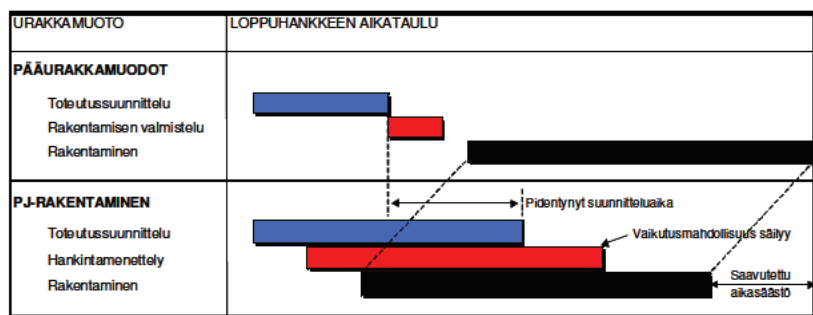 URAKKAMUOTO
LOPPUHANKKEEN AIKATAULU
PÄÄURAKKAMUODOT
Toteutussuunnittelu
Rakentamisen valmistelu
Rakentaminen
PJ-RAKENTAMINEN
Pidentynyt suunnitteluaika
Toteutussuunnittelu
Vaikutusmahdollisuus säilyy
Hankintamenettely
Rakentaminen
Saavutettu
aikasäästö